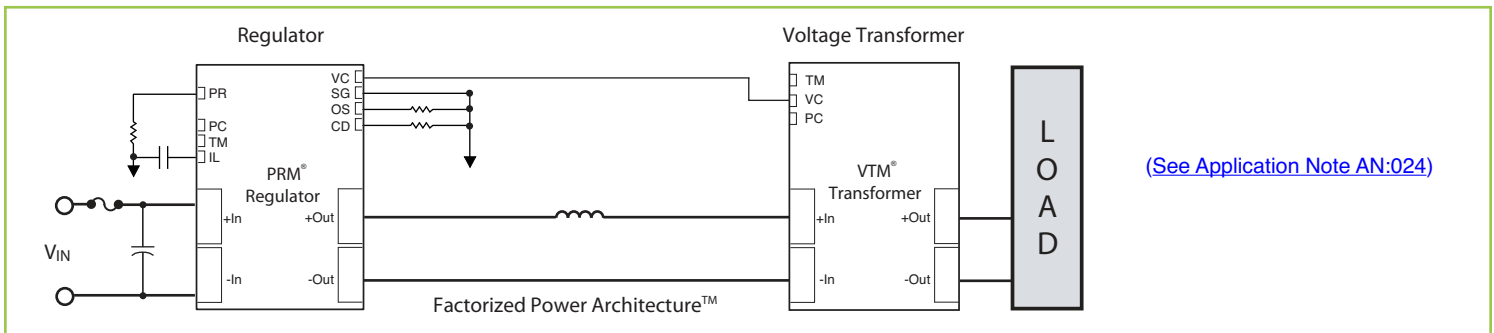 Regulator
Voltage Transformer
VC
SG
OS
CD
PR
PC
TM
IL
PRM®
Regulator
+In
-In
+Out
-Out
VIN
Factorized Power Architecture™
TM
VC
PC
VTM®
Transformer
+In
-In
+Out
-Out
L
O
A
D
(See Application Note AN:024)